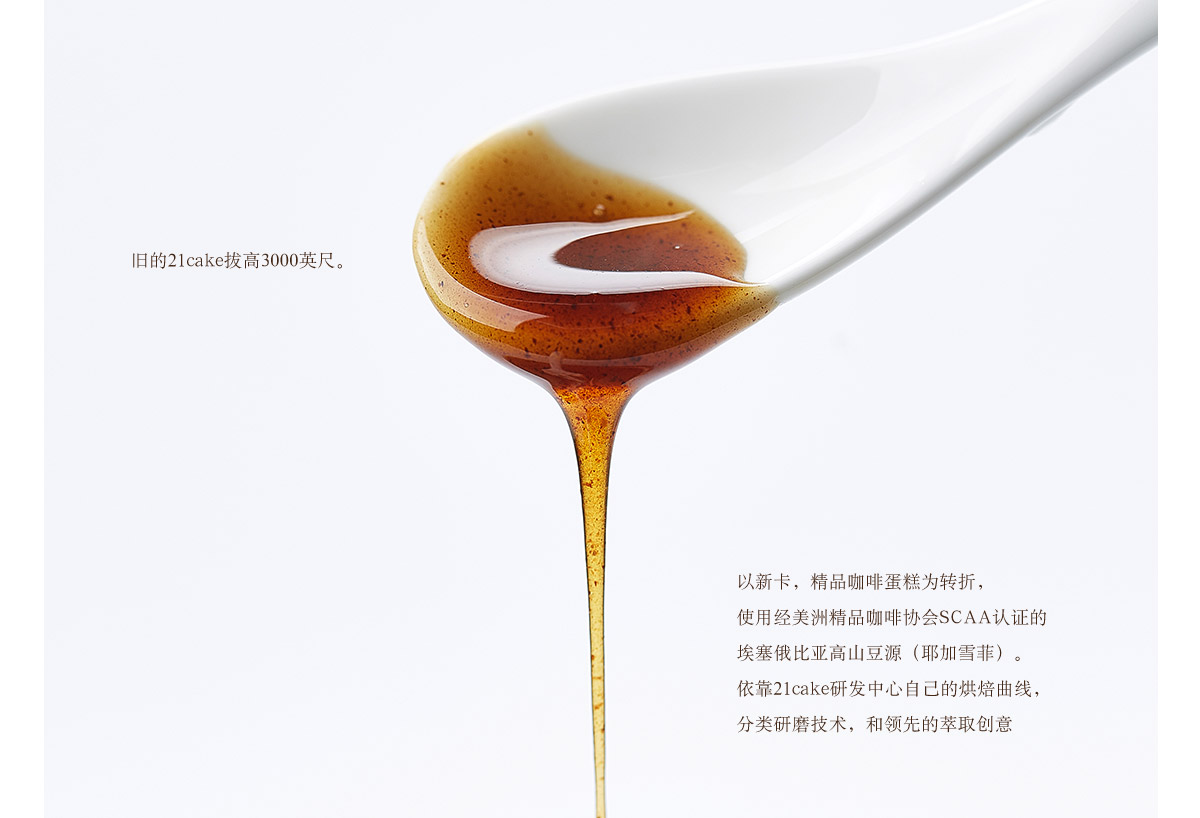 旧的21cake拔高3000英尺。
以新卡，精品咖啡蛋糕为转折，
使用经美洲精品咖啡协会SCAA认证的
埃塞俄比亚高山豆源（耶加雪菲）。
依靠21cake研发中心自己的烘焙曲线，
分类研磨技术，和领先的萃取创意